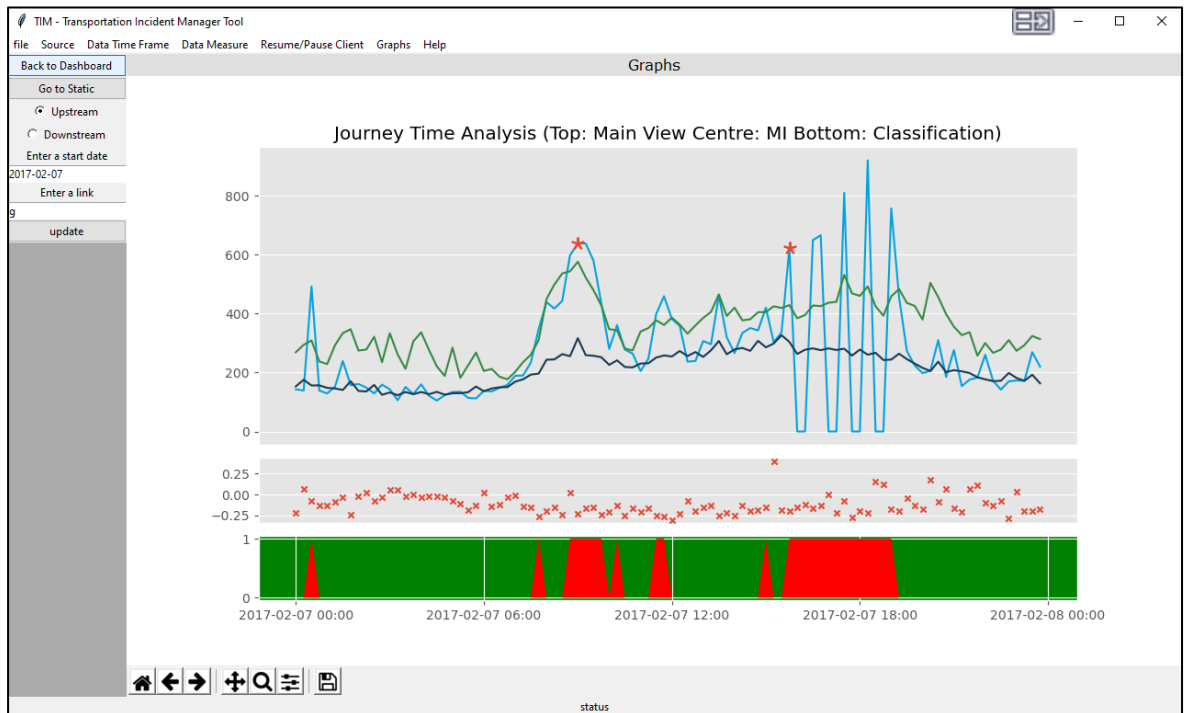 TIM - Transportation Incident Manager Tool
file Source Data Time Frame Data Measure Resume/Pause Client Graphs Help
Back to Dashboard
Graphs
Go to Static
Upstream
Downstream
Enter a start date
2017-02-07
Enter a link
g
update
Journey Time Analysis (Top: Main View Centre: MI Bottom: Classification)
800
600
400
200
0
0.25
0.00
−0.25
1
0
2017-02-07 00:00 2017-02-07 06:00 2017-02-07 12:00 2017-02-07 18:00 2017-02-08 00:00
status